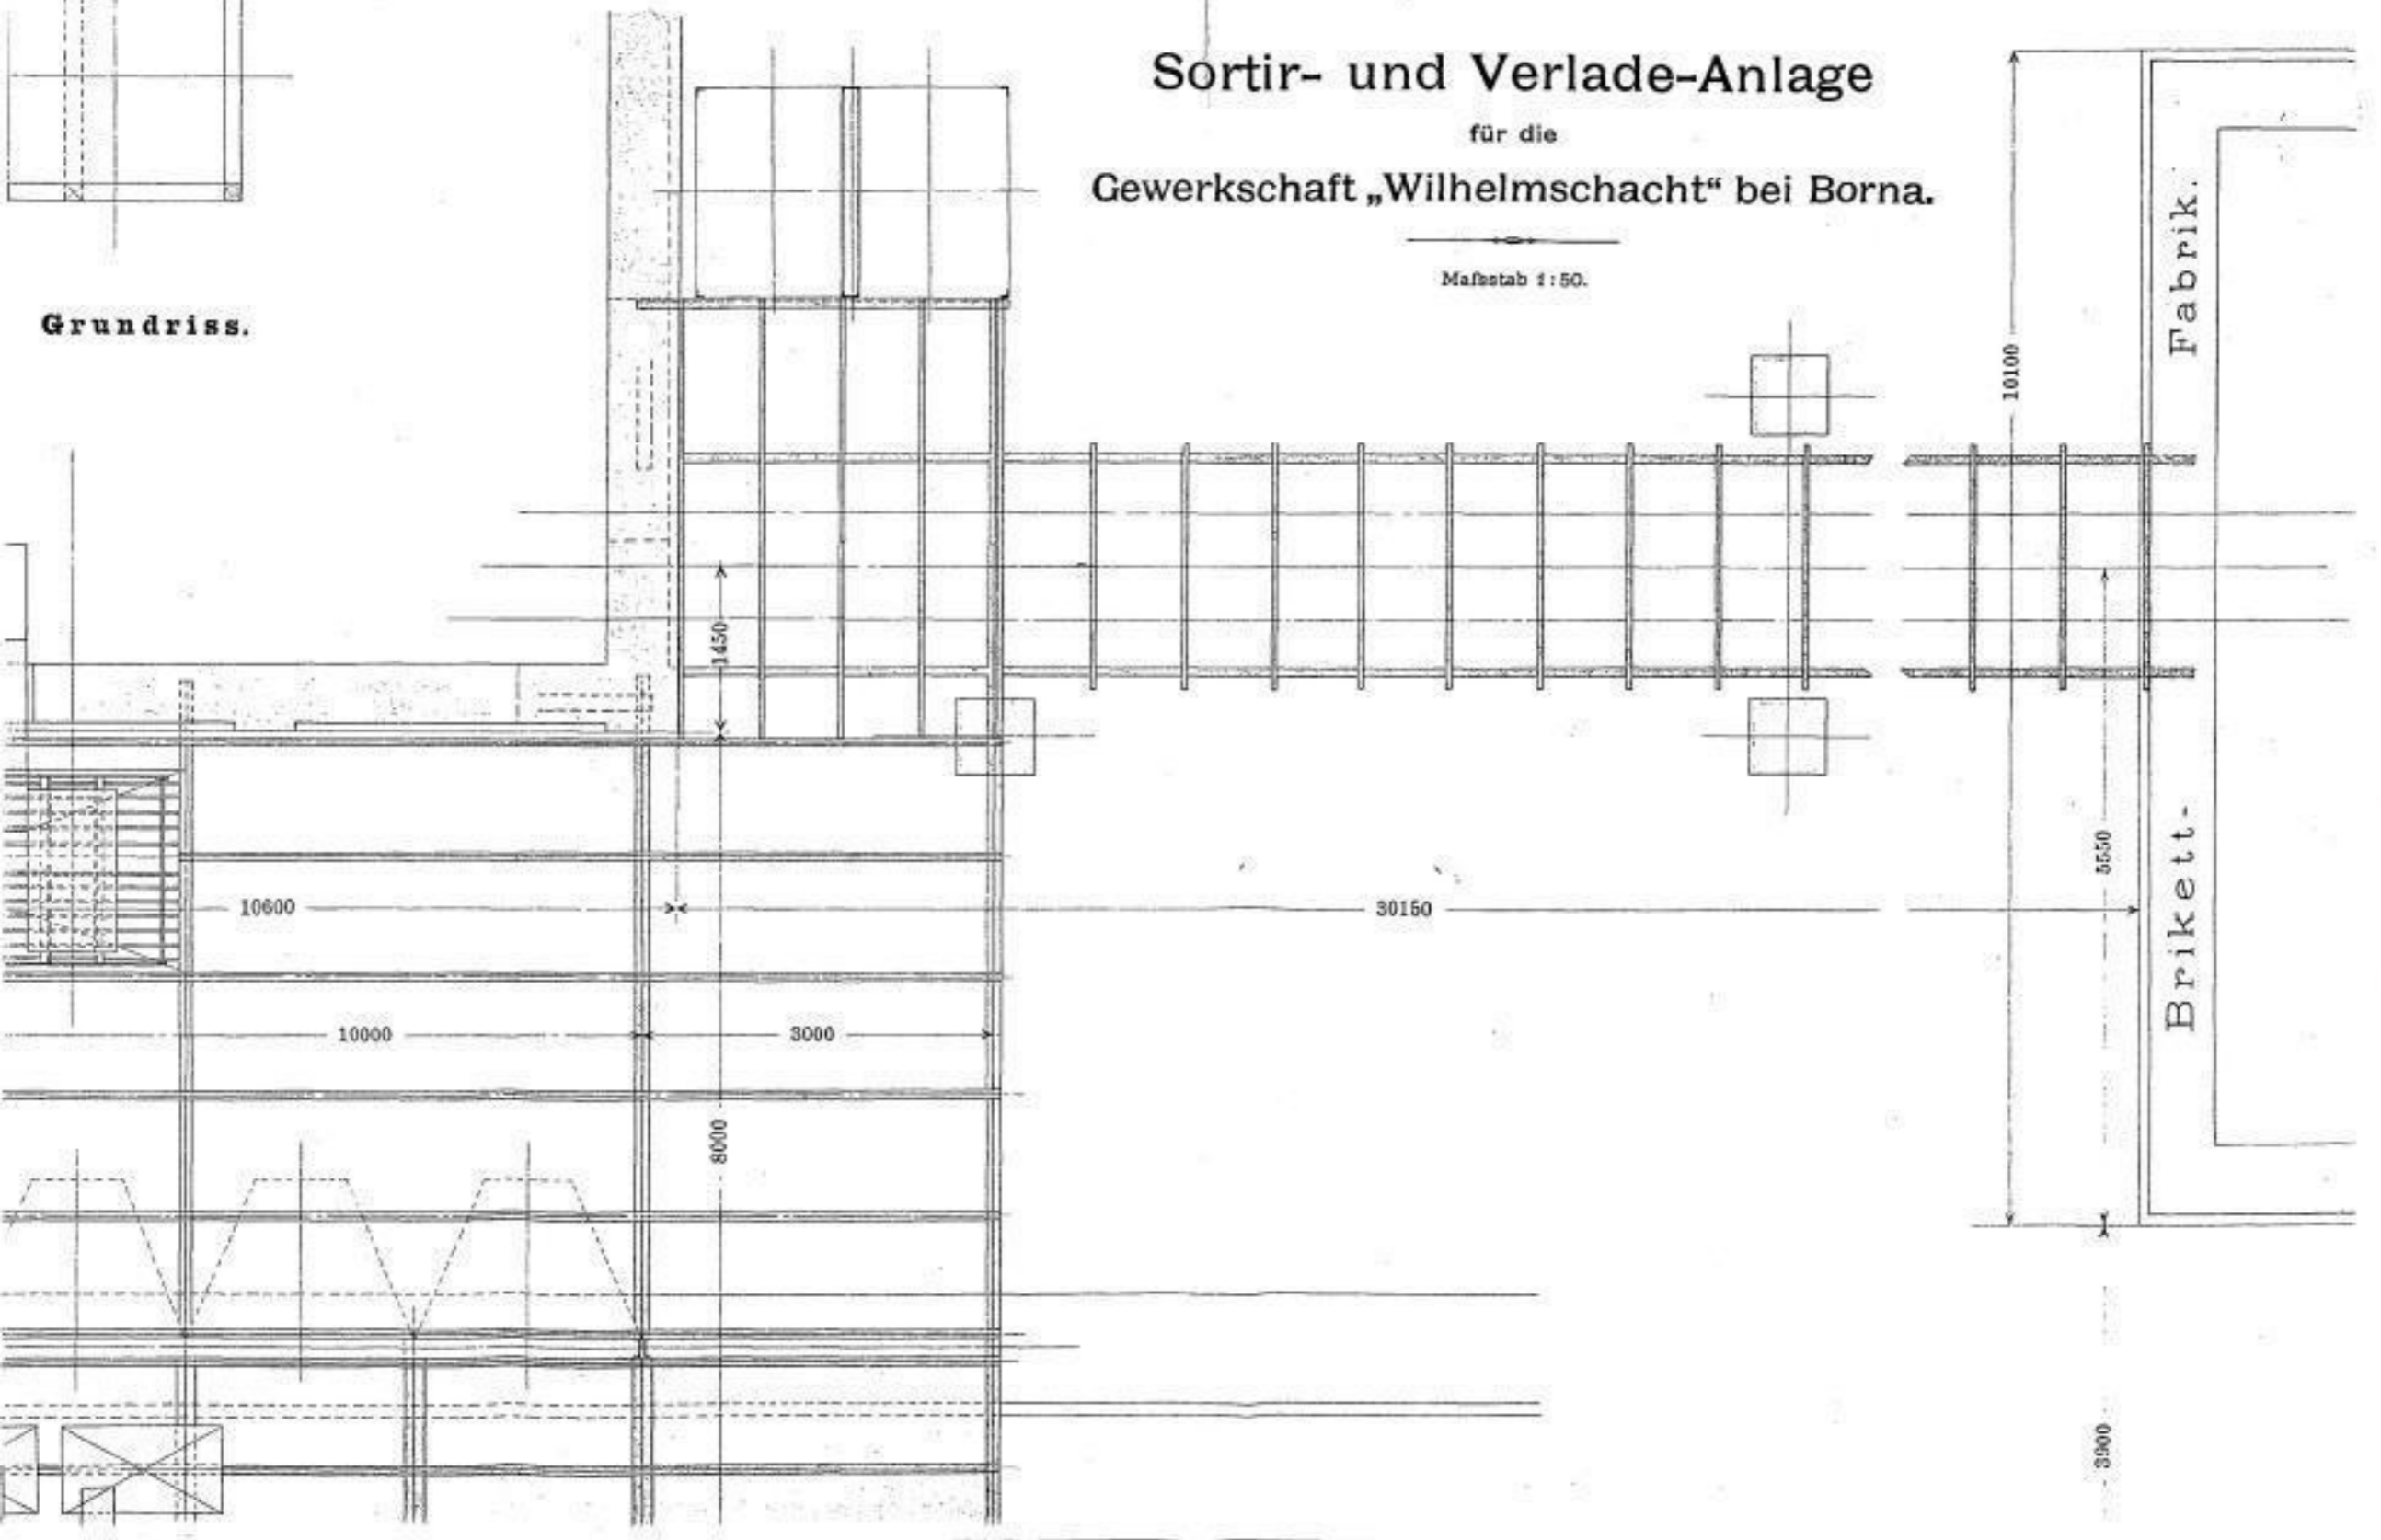 Sortir- und Verlade-Anlage
für die
Gewerkschaft „Wilhelmschacht“ bei Borna.
Maßstab 1:50.
Grundriss.
Brikett-
Fabrik.
10100
1450
5550
10600
30150
10000
3000
8000
3900